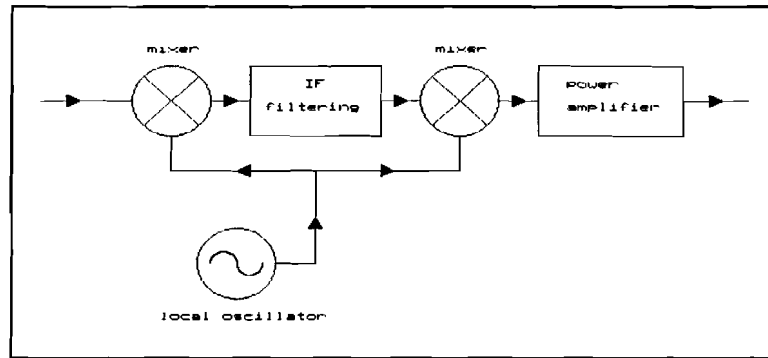 mixer
mixer
IF
filtering
power
amplifier
local oscillator